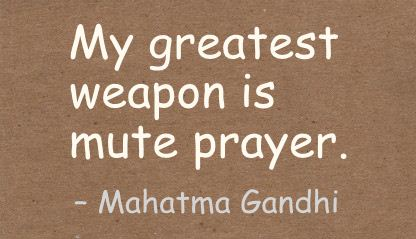 My greatest
weapon is
mute prayer.
– Mahatma Gandhi